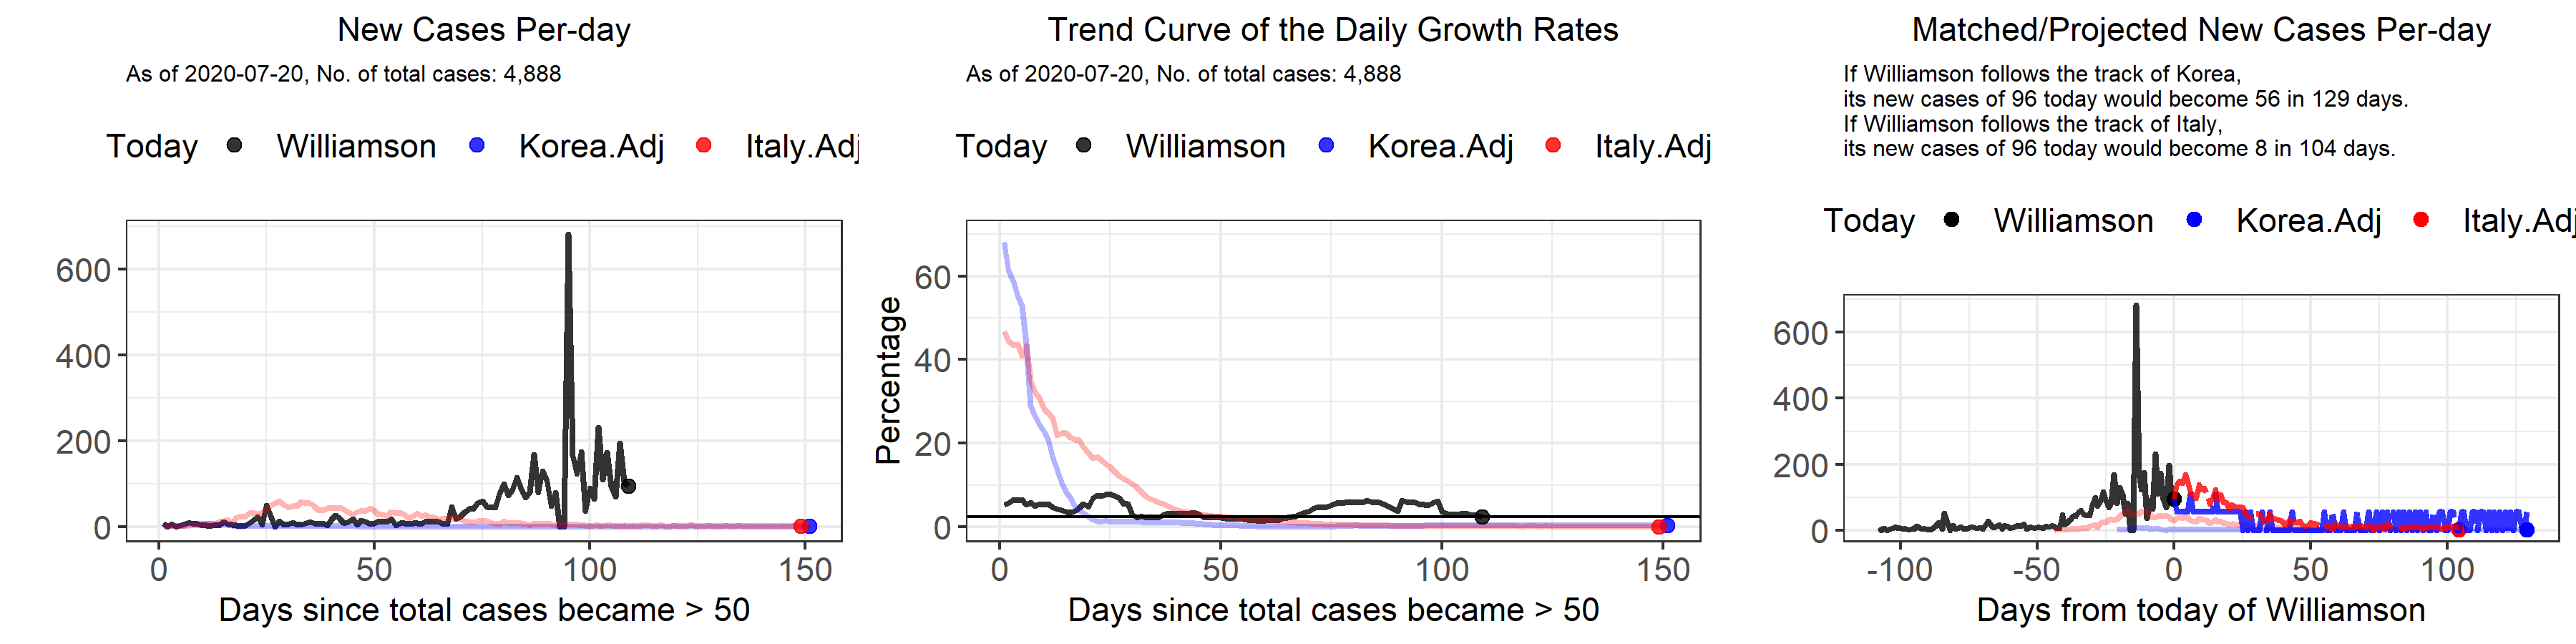 New Cases Per-day
As of 2020-07-20, No. of total cases: 4,888
Today Williamson Korea.Adj Italy.Adj
600
400
200
0
0 50 100 150
Days since total cases became > 50
Trend Curve of the Daily Growth Rates
As of 2020-07-20, No. of total cases: 4,888
Today Williamson Korea.Adj Italy.Adj
Percentage
60
40
20
0
0 50 100 150
Days since total cases became > 50
Matched/Projected New Cases Per-day
If Williamson follows the track of Korea,
its new cases of 96 today would become 56 in 129 days.
If Williamson follows the track of Italy,
its new cases of 96 today would become 8 in 104 days.
Today Williamson Korea.Adj Italy.Adj
600
400
200
0
-100 -50 0 50 100
Days from today of Williamson